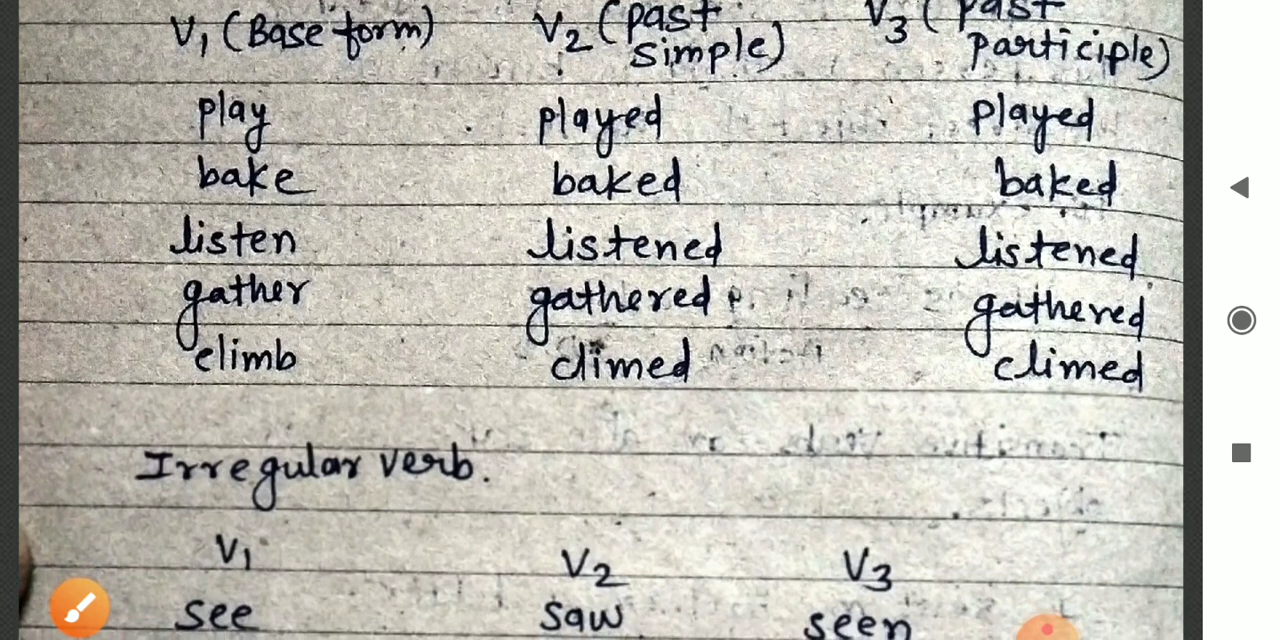 V1 (Base form) V2 (past simple) V3 (past participle)
play played played
bake baked baked
listen listened listened
gather gathered gathered
climb climed climed
Irregular verb.
V1 V2 V3
see saw seen